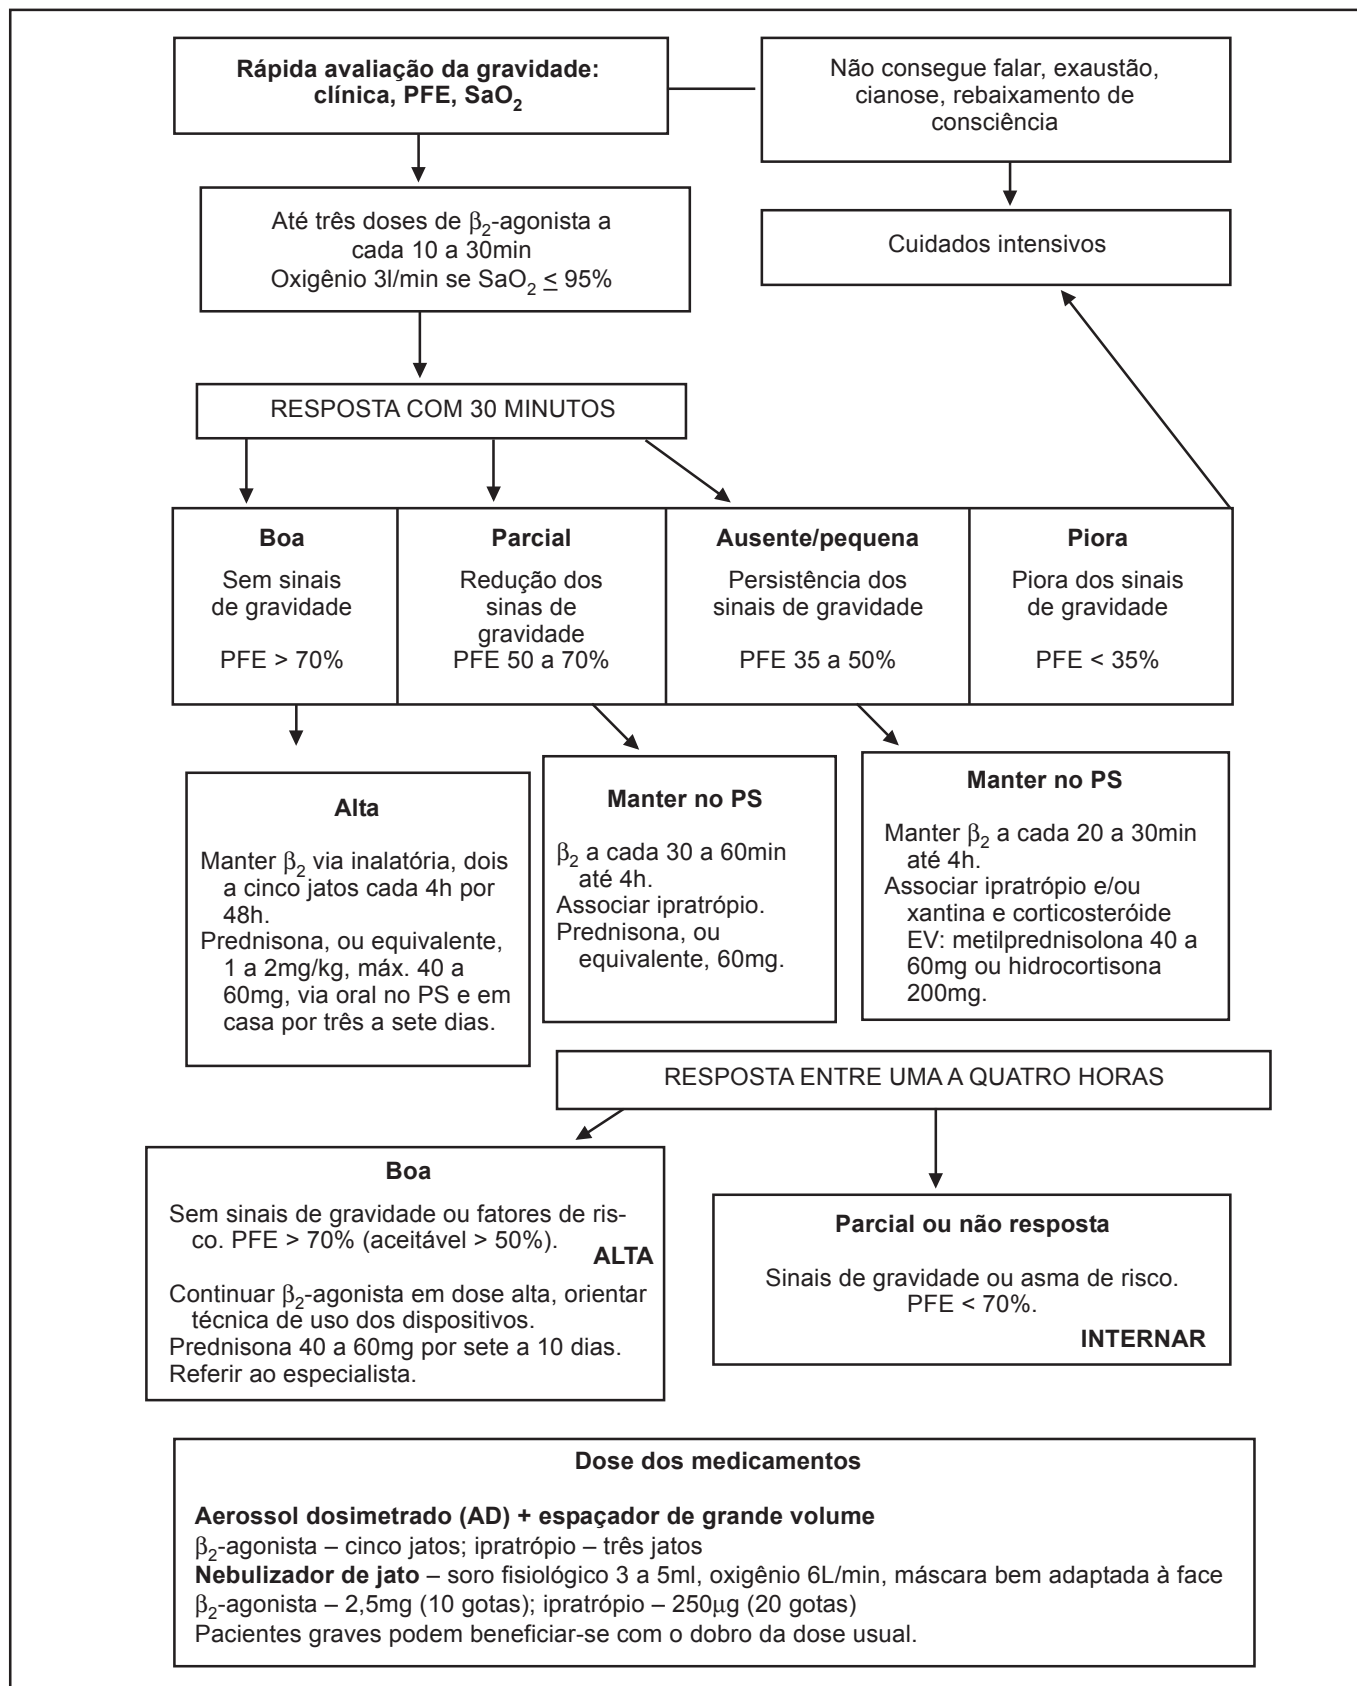 Rápida avaliação da gravidade:
clínica, PFE, SaO₂
Não consegue falar, exaustão,
cianose, rebaixamento de
consciência
Até três doses de β₂-agonista a
cada 10 a 30min
Oxigênio 3l/min se SaO₂ ≤ 95%
Cuidados intensivos
RESPOSTA COM 30 MINUTOS
Boa
Sem sinais
de gravidade
PFE > 70%
Parcial
Redução dos
sinas de
gravidade
PFE 50 a 70%
Ausente/pequena
Persistência dos
sinais de gravidade
PFE 35 a 50%
Piora
Piora dos sinais
de gravidade
PFE < 35%
Alta
Manter β₂ via inalatória, dois
a cinco jatos cada 4h por
48h.
Prednisona, ou equivalente,
1 a 2mg/kg, máx. 40 a
60mg, via oral no PS e em
casa por três a sete dias.
Manter no PS
β₂ a cada 30 a 60min
até 4h.
Associar ipratrópio.
Prednisona, ou
equivalente, 60mg.
Manter no PS
Manter β₂ a cada 20 a 30min
até 4h.
Associar ipratrópio e/ou
xantina e corticosteróide
EV: metilprednisolona 40 a
60mg ou hidrocortisona
200mg.
RESPOSTA ENTRE UMA A QUATRO HORAS
Boa
Sem sinais de gravidade ou fatores de ris-
co. PFE > 70% (aceitável > 50%).
ALTA
Continuar β₂-agonista em dose alta, orientar
técnica de uso dos dispositivos.
Prednisona 40 a 60mg por sete a 10 dias.
Referir ao especialista.
Parcial ou não resposta
Sinais de gravidade ou asma de risco.
PFE < 70%.
INTERNAR
Dose dos medicamentos
Aerossol dosimetrado (AD) + espaçador de grande volume
β₂-agonista – cinco jatos; ipratrópio – três jatos
Nebulizador de jato – soro fisiológico 3 a 5ml, oxigênio 6L/min, máscara bem adaptada à face
β₂-agonista – 2,5mg (10 gotas); ipratrópio – 250μg (20 gotas)
Pacientes graves podem beneficiar-se com o dobro da dose usual.